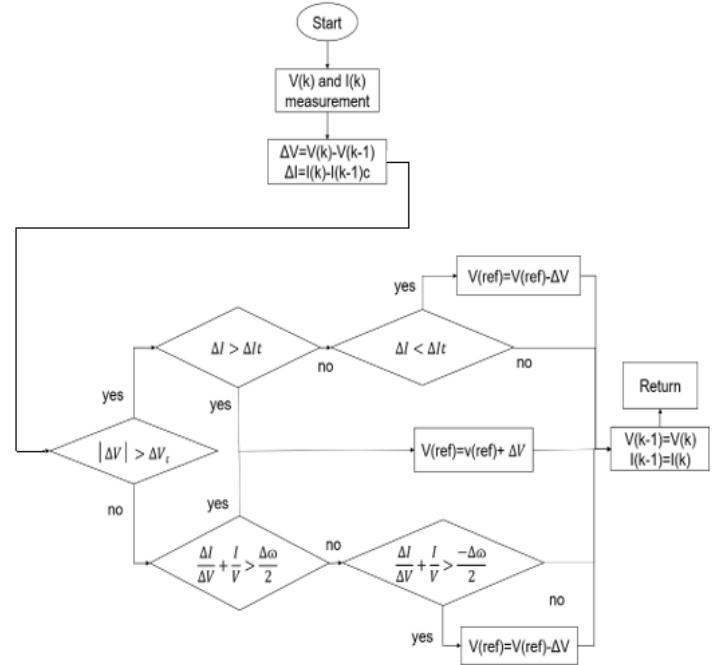 Start
V(k) and I(k)
measurement
ΔV=V(k)-V(k-1)
ΔI=I(k)-I(k-1)c
V(ref)=V(ref)-ΔV
yes
ΔI > ΔIt
no
ΔI < ΔIt
no
Return
yes
yes
|ΔV| > ΔVₜ
V(ref)=v(ref)+ ΔV
V(k-1)=V(k)
I(k-1)=I(k)
no
yes
ΔI/ΔV + I/V > Δω/2
no
ΔI/ΔV + I/V > -Δω/2
no
yes
V(ref)=V(ref)-ΔV